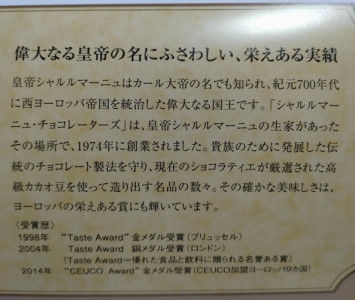 偉大なる皇帝の名にふさわしい、栄えある実績
皇帝シャルルマーニュはカール大帝の名でも知られ、紀元700年代
に西ヨーロッパ帝国を統治した偉大なる国王です。「シャルルマー
ニュ・チョコレーターズ」は、皇帝シャルルマーニュの生家があった
その場所で、1974年に創業されました。貴族のために発展した伝
統のチョコレート製法を守り、現在のショコラティエが厳選された高
級カカオ豆を使って造り出す名品の数々。その確かな美味しさは、
ヨーロッパの栄えある賞にも輝いています。
〈受賞歴〉
1998年 “Taste Award” 金メダル受賞(ブリュッセル)
2004年 Taste Award 銅メダル受賞(ロンドン)
(Taste Award=優れた食品と飲料に贈られる名誉ある賞)
2014年 “CEUCO Award” 金メダル受賞(CEUCO加盟ヨーロッパ9カ国)